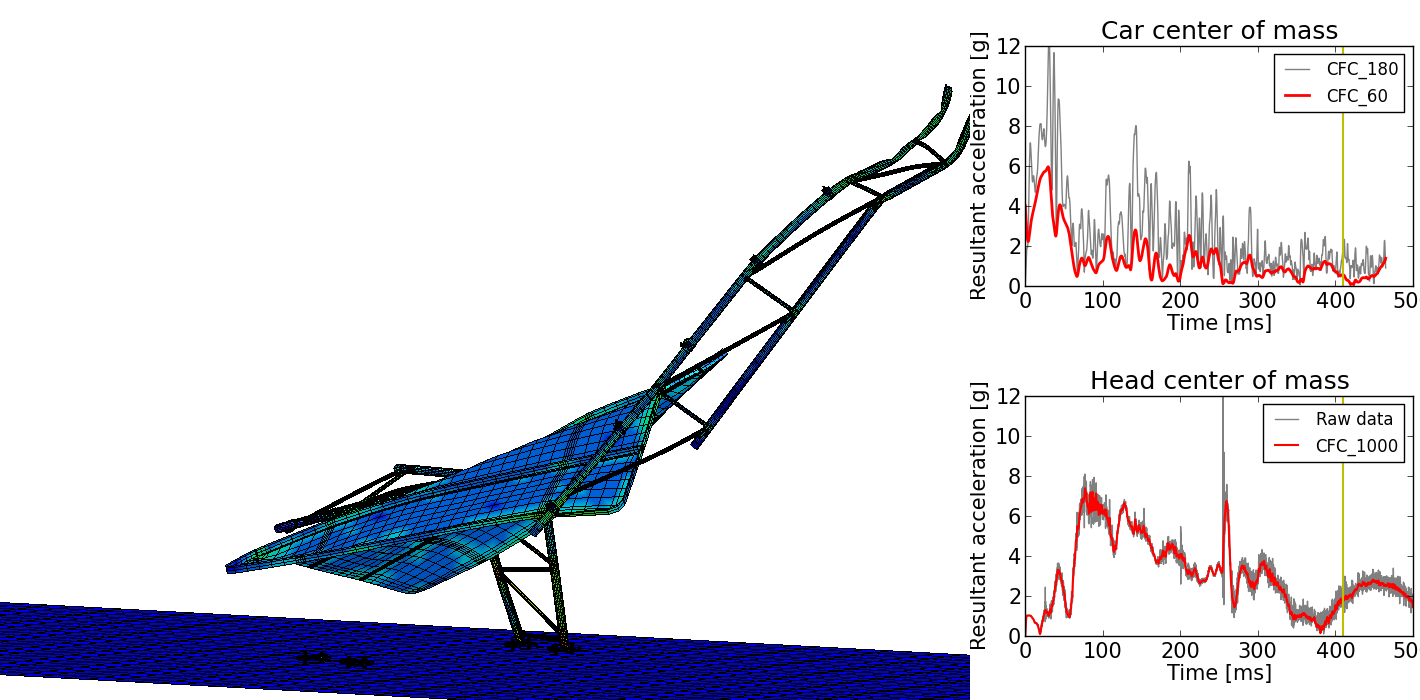 Car center of mass
Resultant acceleration [g]
12
10
8
6
4
2
0
CFC_180
CFC_60
0 100 200 300 400 50
Time [ms]
Head center of mass
Resultant acceleration [g]
12
10
8
6
4
2
0
Raw data
CFC_1000
0 100 200 300 400 50
Time [ms]